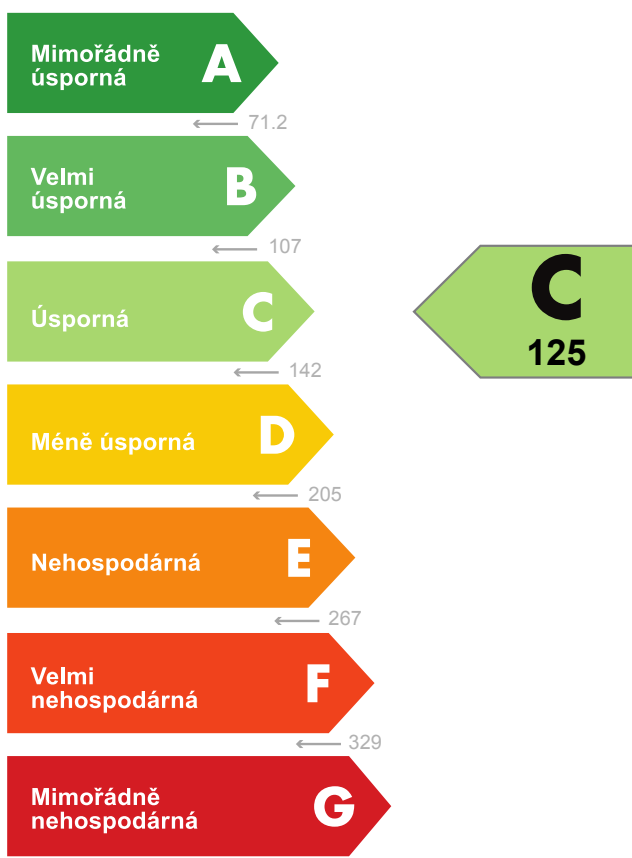 Mimořádně
úsporná
A
71.2
Velmi
úsporná
B
107
Úsporná
C
142
C
125
Méně úsporná
D
205
Nehospodárná
E
267
Velmi
nehospodárná
F
329
Mimořádně
nehospodárná
G